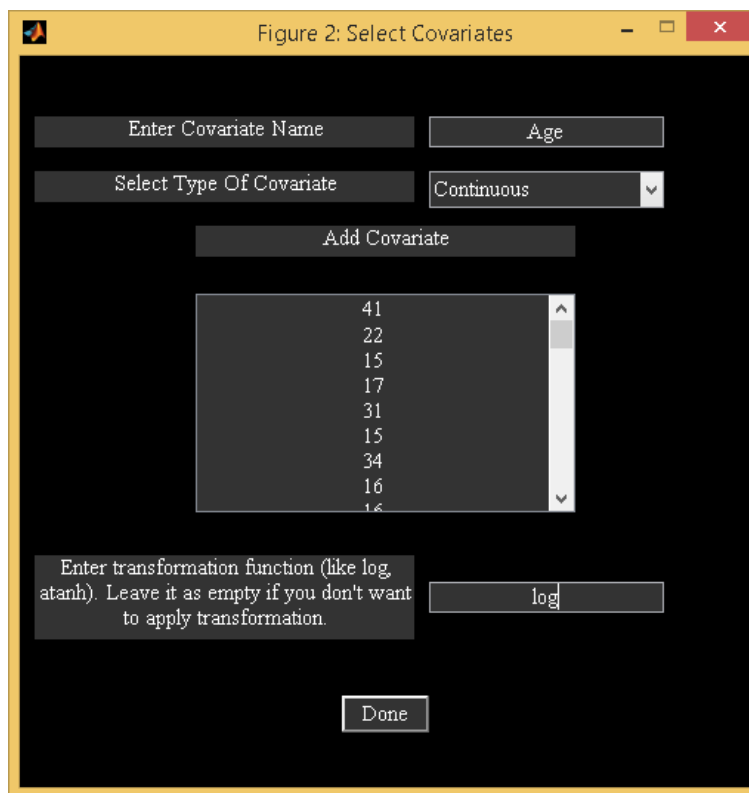 Figure 2: Select Covariates
Enter Covariate Name
Age
Select Type Of Covariate
Continuous
Add Covariate
41
22
15
17
31
15
34
16
16
Enter transformation function (like log,
atanh). Leave it as empty if you don't want
to apply transformation.
log
Done